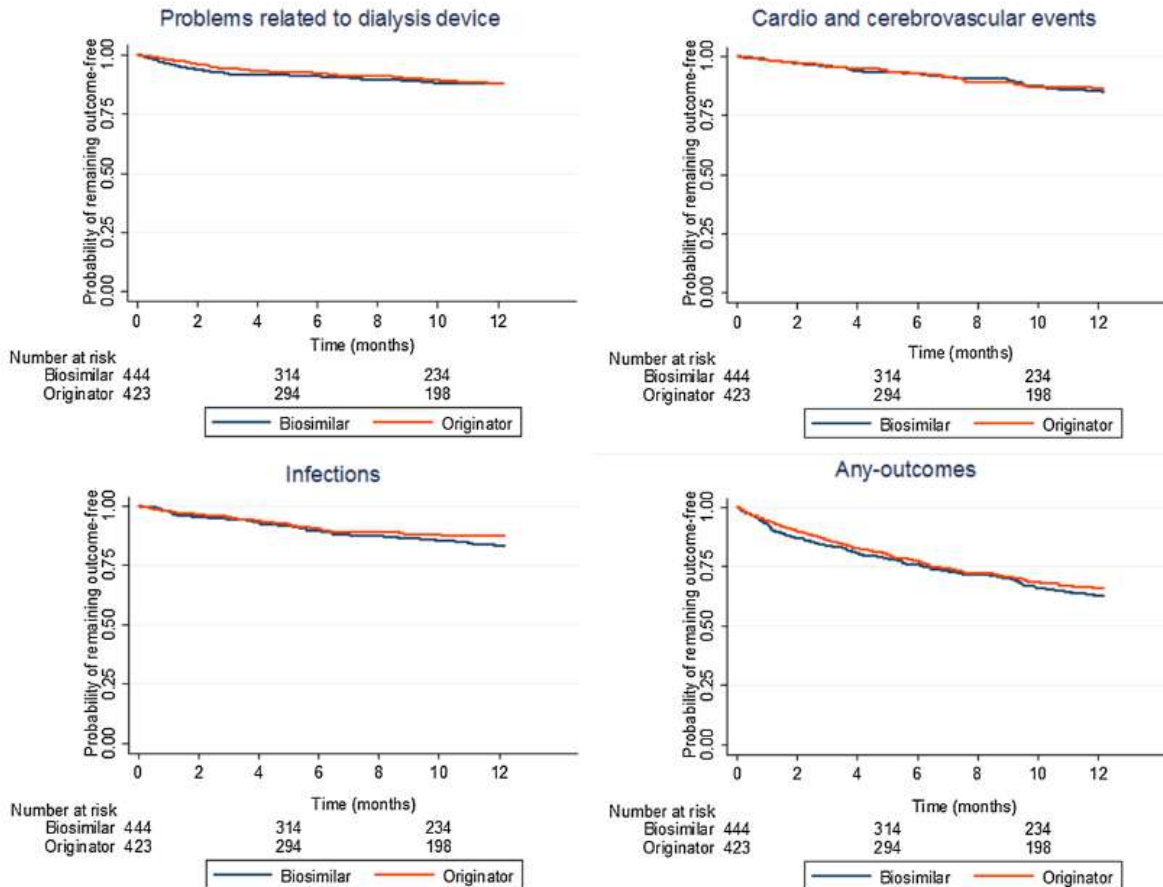 Problems related to dialysis device
Probability of remaining outcome-free
1.00
0.75
0.50
0.25
0.00
0 2 4 6 8 10 12
Time (months)
Number at risk
Biosimilar 444 314 234
Originator 423 294 198
Biosimilar Originator
Cardio and cerebrovascular events
Probability of remaining outcome-free
1.00
0.75
0.50
0.25
0.00
0 2 4 6 8 10 12
Time (months)
Number at risk
Biosimilar 444 314 234
Originator 423 294 198
Biosimilar Originator
Infections
Probability of remaining outcome-free
1.00
0.75
0.50
0.25
0.00
0 2 4 6 8 10 12
Time (months)
Number at risk
Biosimilar 444 314 234
Originator 423 294 198
Biosimilar Originator
Any-outcomes
Probability of remaining outcome-free
1.00
0.75
0.50
0.25
0.00
0 2 4 6 8 10 12
Time (months)
Number at risk
Biosimilar 444 314 234
Originator 423 294 198
Biosimilar Originator